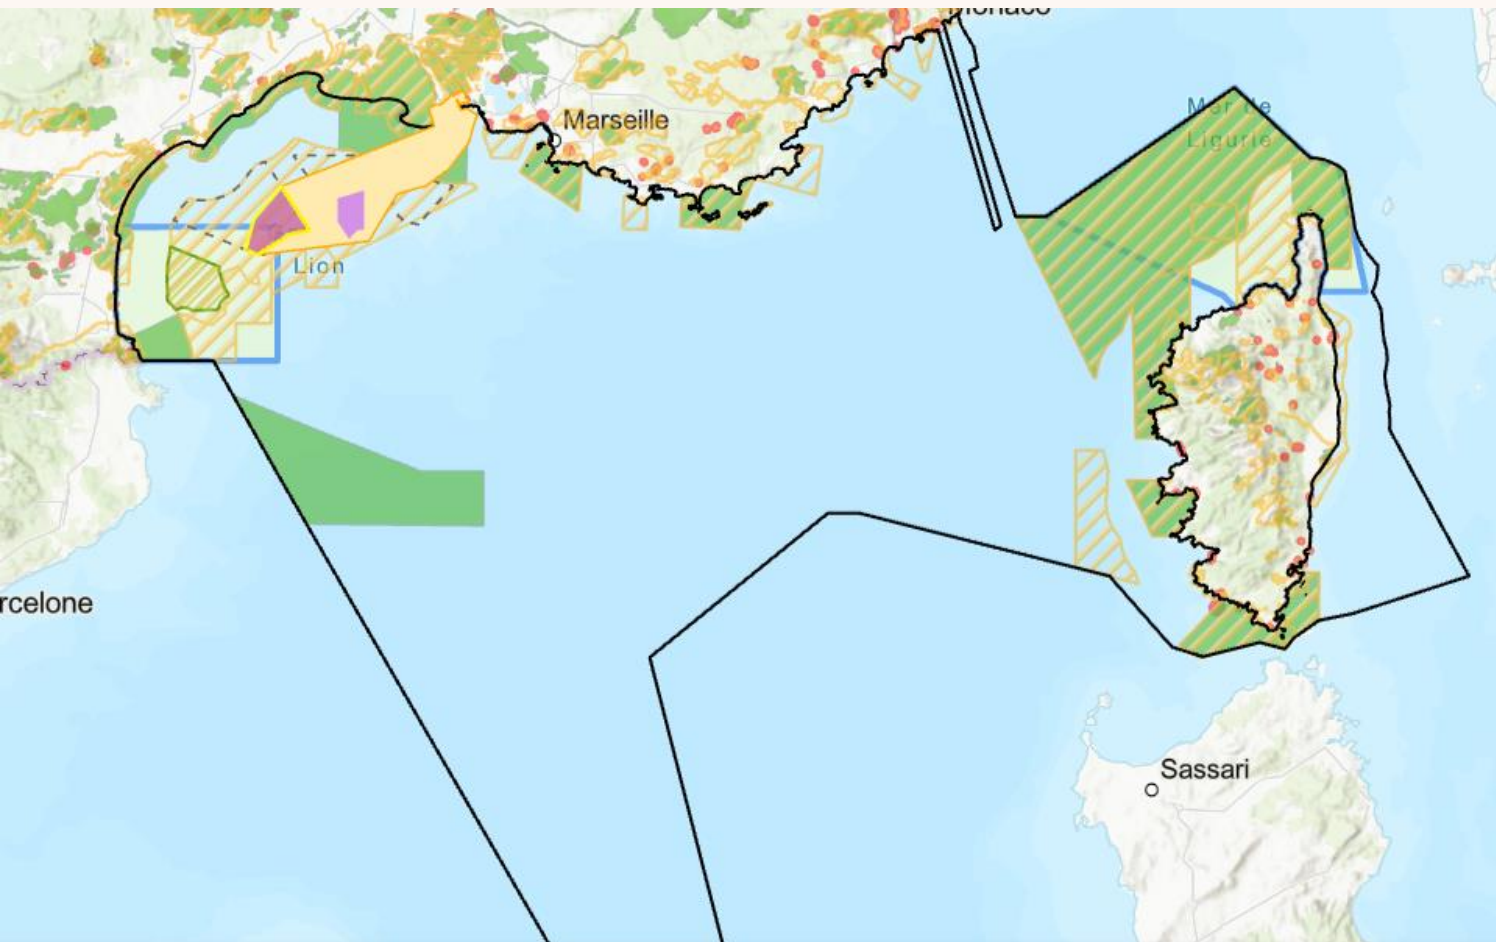 Monaco
Mer de
Ligurie
Marseille
Lion
rcelone
Sassari